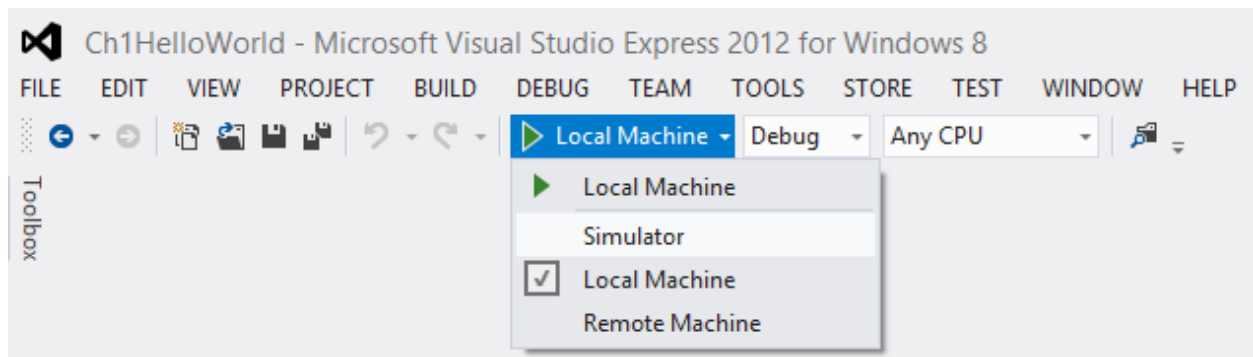 Ch1HelloWorld - Microsoft Visual Studio Express 2012 for Windows 8
FILE EDIT VIEW PROJECT BUILD DEBUG TEAM TOOLS STORE TEST WINDOW HELP
Local Machine Debug Any CPU
Toolbox
Local Machine
Simulator
Local Machine
Remote Machine